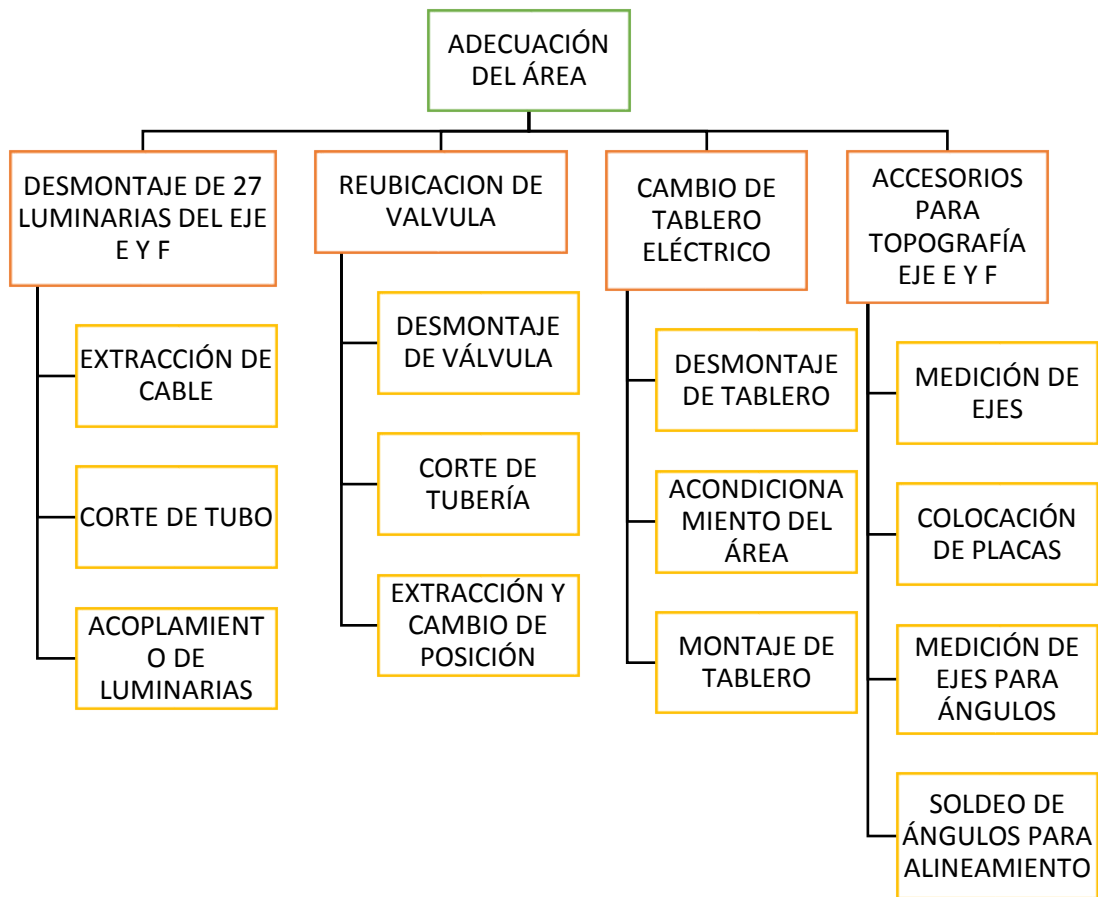 ADECUACIÓN
DEL ÁREA
DESMONTAJE DE 27
LUMINARIAS DEL EJE
E Y F
EXTRACCIÓN DE
CABLE
CORTE DE TUBO
ACOPLAMIENT
O DE
LUMINARIAS
REUBICACION DE
VALVULA
DESMONTAJE
DE VÁLVULA
CORTE DE
TUBERÍA
EXTRACCIÓN Y
CAMBIO DE
POSICIÓN
CAMBIO DE
TABLERO
ELÉCTRICO
DESMONTAJE
DE TABLERO
ACONDICIONA
MIENTO DEL
ÁREA
MONTAJE DE
TABLERO
ACCESORIOS
PARA
TOPOGRAFÍA
EJE E Y F
MEDICIÓN DE
EJES
COLOCACIÓN
DE PLACAS
MEDICIÓN DE
EJES PARA
ÁNGULOS
SOLDEO DE
ÁNGULOS PARA
ALINEAMIENTO